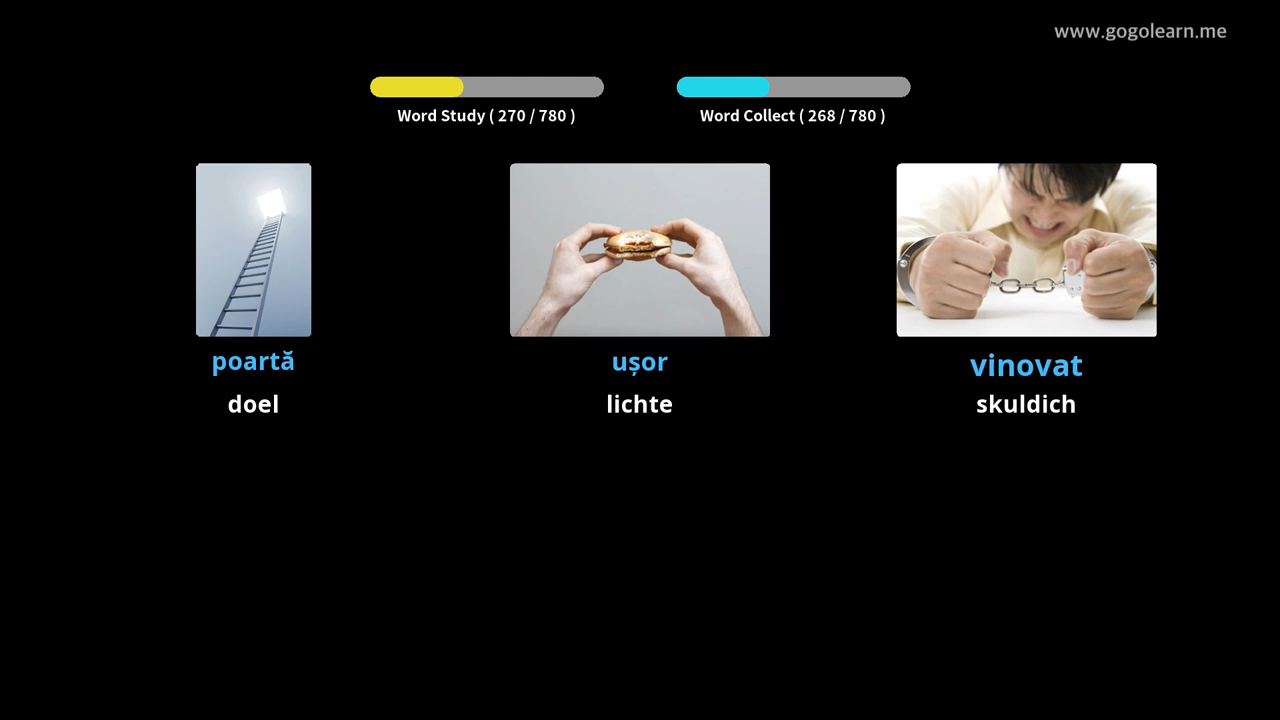 www.gogolearn.me
Word Study ( 270 / 780 )
Word Collect ( 268 / 780 )
poartă
ușor
vinovat
doel
lichte
skuldich